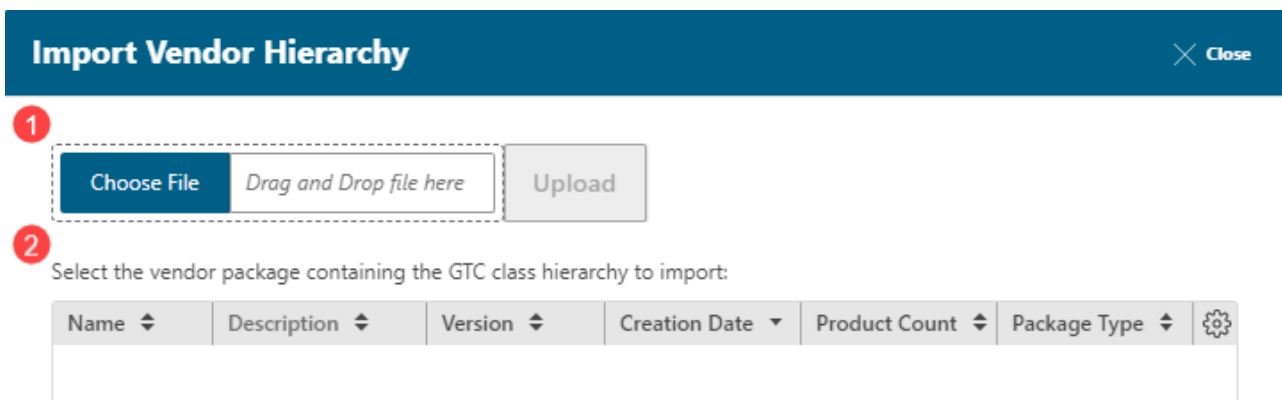 Import Vendor Hierarchy
Close
1
Choose File
Drag and Drop file here
Upload
2
Select the vendor package containing the GTC class hierarchy to import:
Name Description Version Creation Date Product Count Package Type